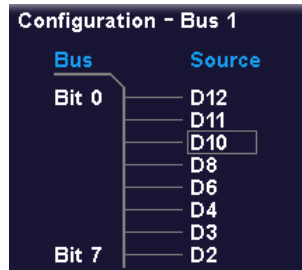 Configuration - Bus 1
Bus Source
Bit 0 D12
D11
D10
D8
D6
D4
D3
Bit 7 D2